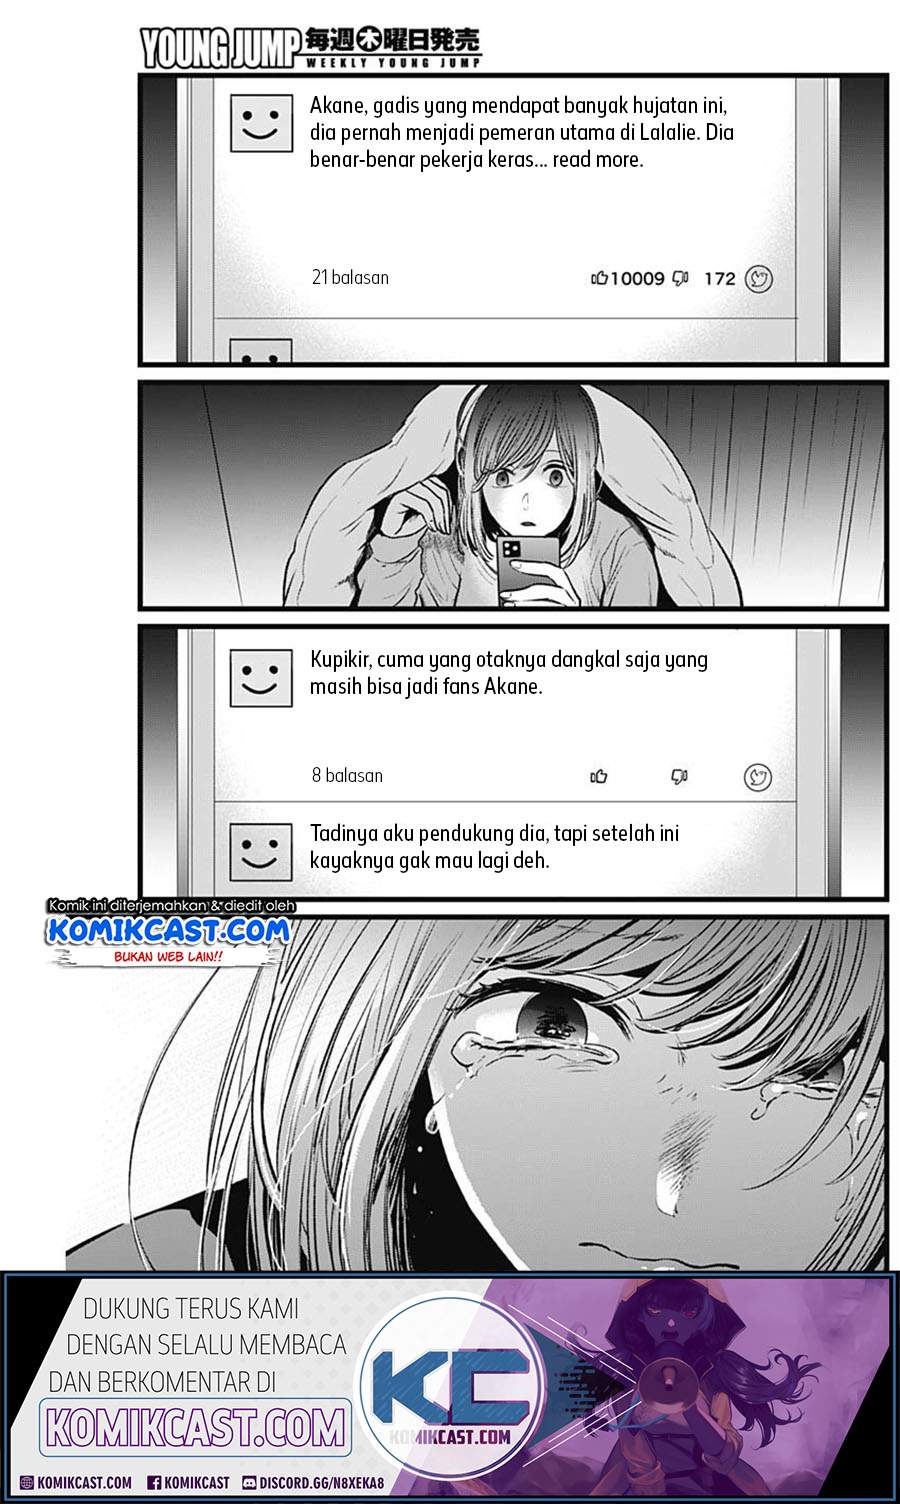 YOUNG JUMP 毎週木曜日発売
WEEKLY YOUNG JUMP
Akane, gadis yang mendapat banyak hujatan ini,
dia pernah menjadi pemeran utama di Lalalie. Dia
benar-benar pekerja keras... read more.
21 balasan 10009 172
Kupikir, cuma yang otaknya dangkal saja yang
masih bisa jadi fans Akane.
8 balasan
Tadinya aku pendukung dia, tapi setelah ini
kayaknya gak mau lagi deh.
Komik ini diterjemahkan & diedit oleh
KOMIKCAST.COM
BUKAN WEB LAIN!!
DUKUNG TERUS KAMI
DENGAN SELALU MEMBACA
DAN BERKOMENTAR DI
KOMIKCAST.COM
KC
KOMIKCAST.COM
KOMIKCAST.COM KOMIKCAST DISCORD.GG/N8XEKA8